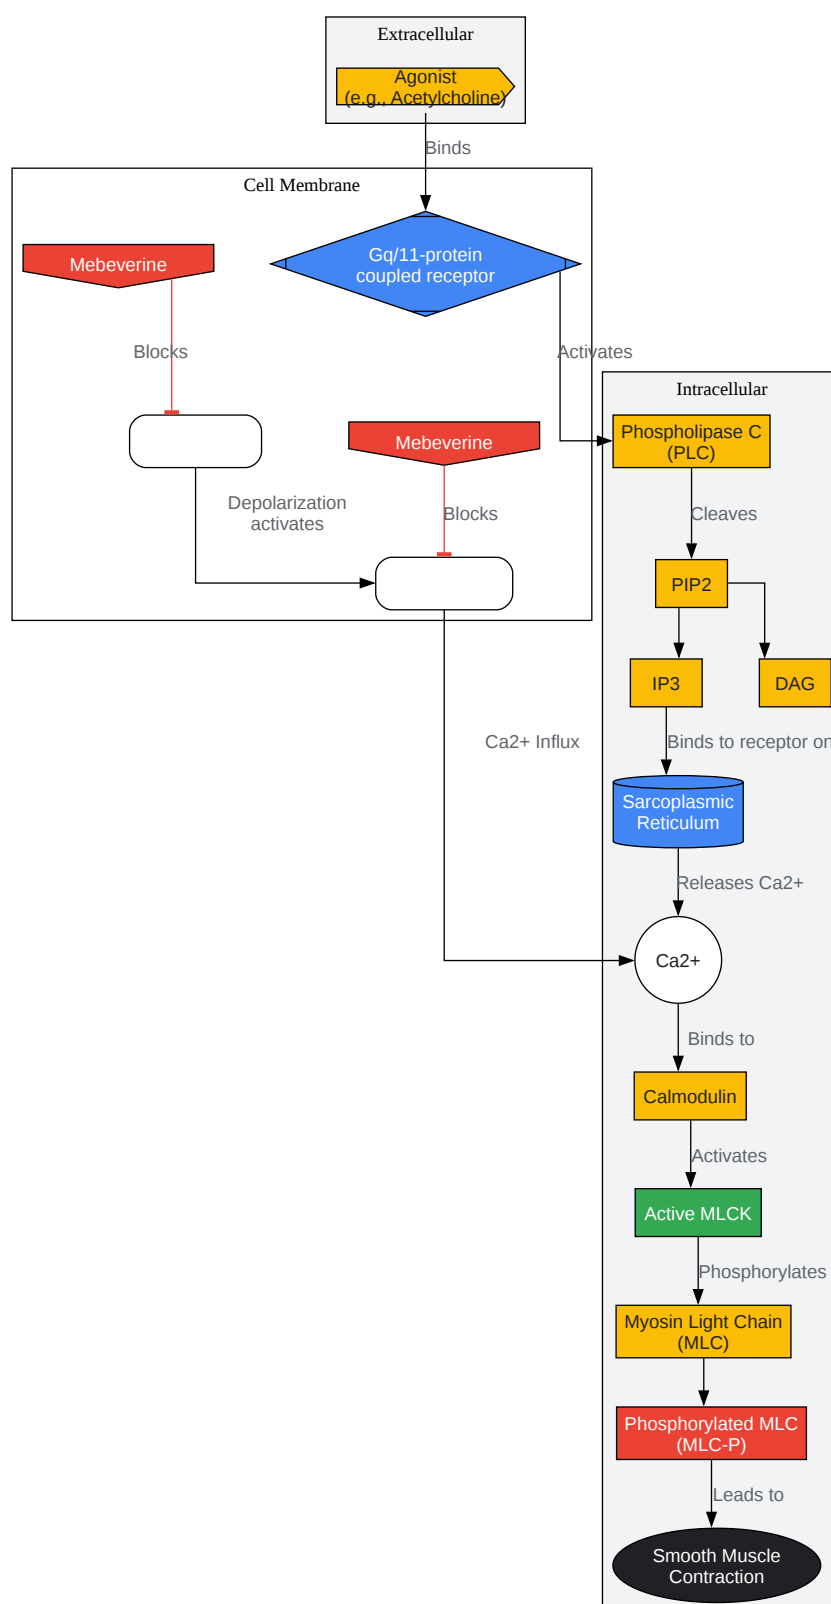 Extracellular
Agonist
(e.g., Acetylcholine)
Binds
Cell Membrane
Mebeverine
Gq/11-protein
coupled receptor
Blocks
Activates
Intracellular
Phospholipase C
(PLC)
Mebeverine
Depolarization
activates
Blocks
Cleaves
PIP2
IP3
DAG
Ca2+ Influx
Binds to receptor on
Sarcoplasmic
Reticulum
Releases Ca2+
Ca2+
Binds to
Calmodulin
Activates
Active MLCK
Phosphorylates
Myosin Light Chain
(MLC)
Phosphorylated MLC
(MLC-P)
Leads to
Smooth Muscle
Contraction